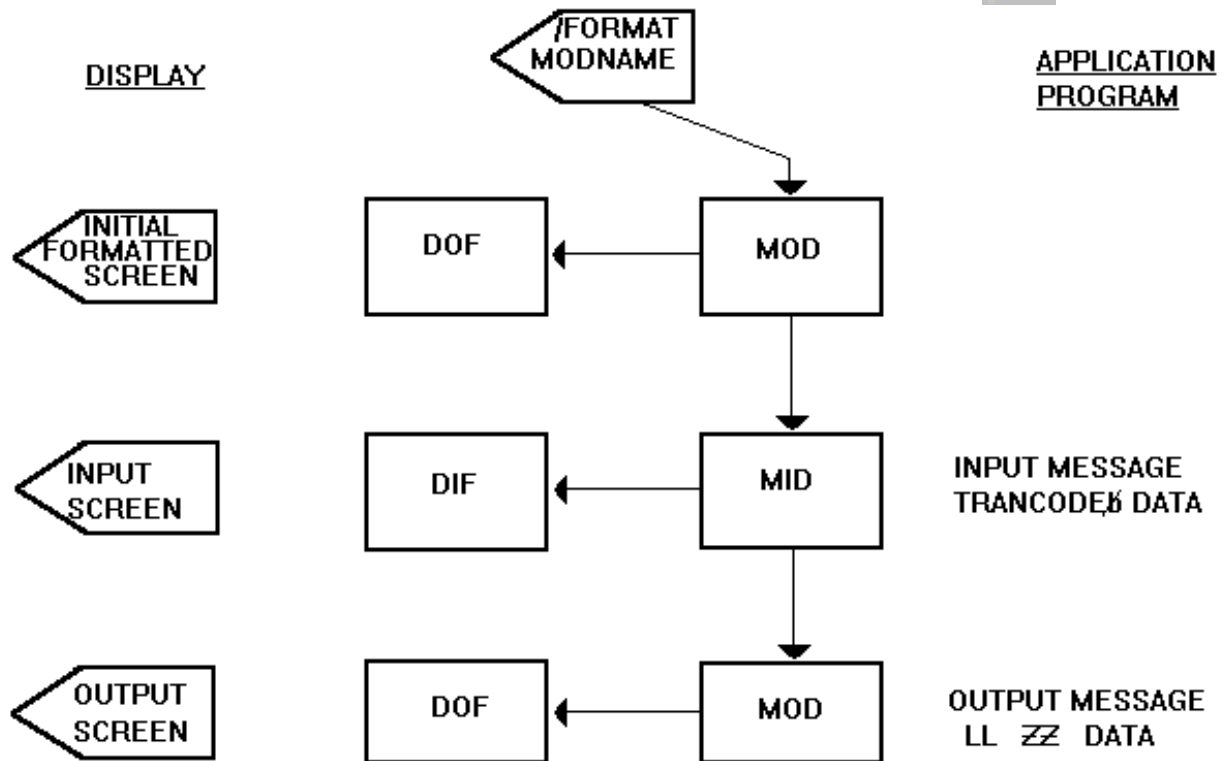 /FORMAT
MODNAME
DISPLAY
APPLICATION
PROGRAM
INITIAL
FORMATTED
SCREEN
DOF
MOD
INPUT
SCREEN
DIF
MID
INPUT MESSAGE
TRANCODE,ƀ DATA
OUTPUT
SCREEN
DOF
MOD
OUTPUT MESSAGE
LL ZZ DATA